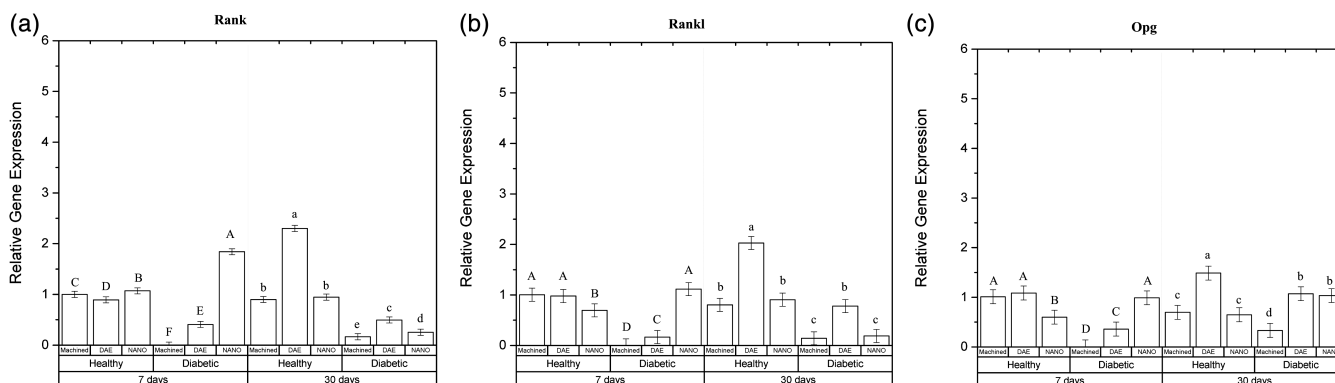 (a)
Rank
Relative Gene Expression
6
5
4
3
2
1
0
C
D
B
F
E
A
b
a
b
e
c
d
Machined DAE NANO Machined DAE NANO Machined DAE NANO Machined DAE NANO
Healthy Diabetic Healthy Diabetic
7 days 30 days
(b)
Rankl
Relative Gene Expression
6
5
4
3
2
1
0
A
A
B
D
C
A
b
a
b
c
b
c
Machined DAE NANO Machined DAE NANO Machined DAE NANO Machined DAE NANO
Healthy Diabetic Healthy Diabetic
7 days 30 days
(c)
Opg
Relative Gene Expression
6
5
4
3
2
1
0
A
A
B
D
C
A
c
a
c
d
b
b
Machined DAE NANO Machined DAE NANO Machined DAE NANO Machined DAE NANO
Healthy Diabetic Healthy Diabetic
7 days 30 days